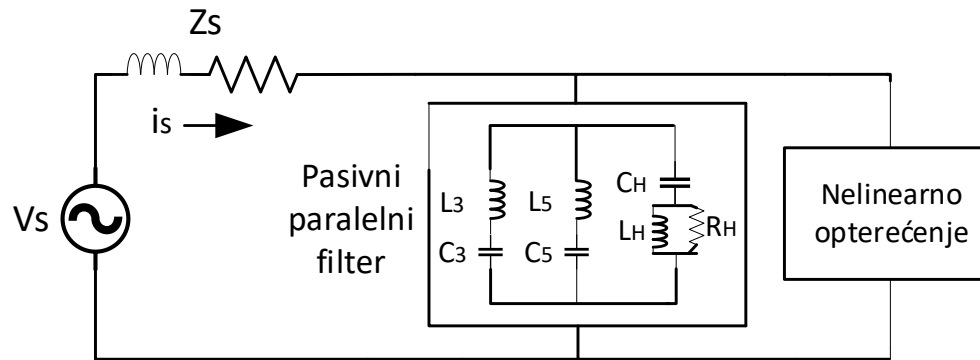 Zs
is
Vs
Pasivni
paralelni
filter
L3
C3
L5
C5
CH
LH
RH
Nelinearno
opterećenje